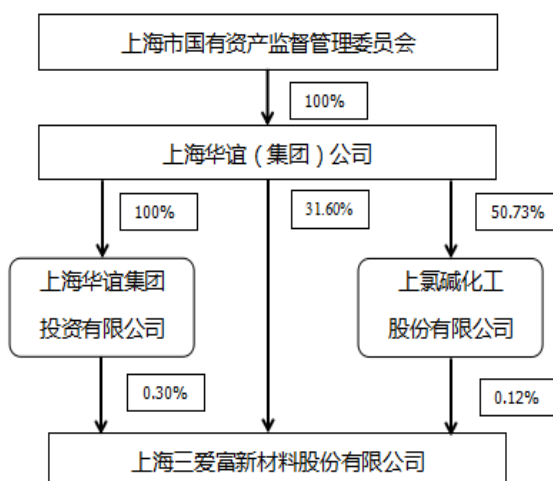 上海市国有资产监督管理委员会
100%
上海华谊（集团）公司
100%
31.60%
50.73%
上海华谊集团
投资有限公司
上氯碱化工
股份有限公司
0.30%
0.12%
上海三爱富新材料股份有限公司